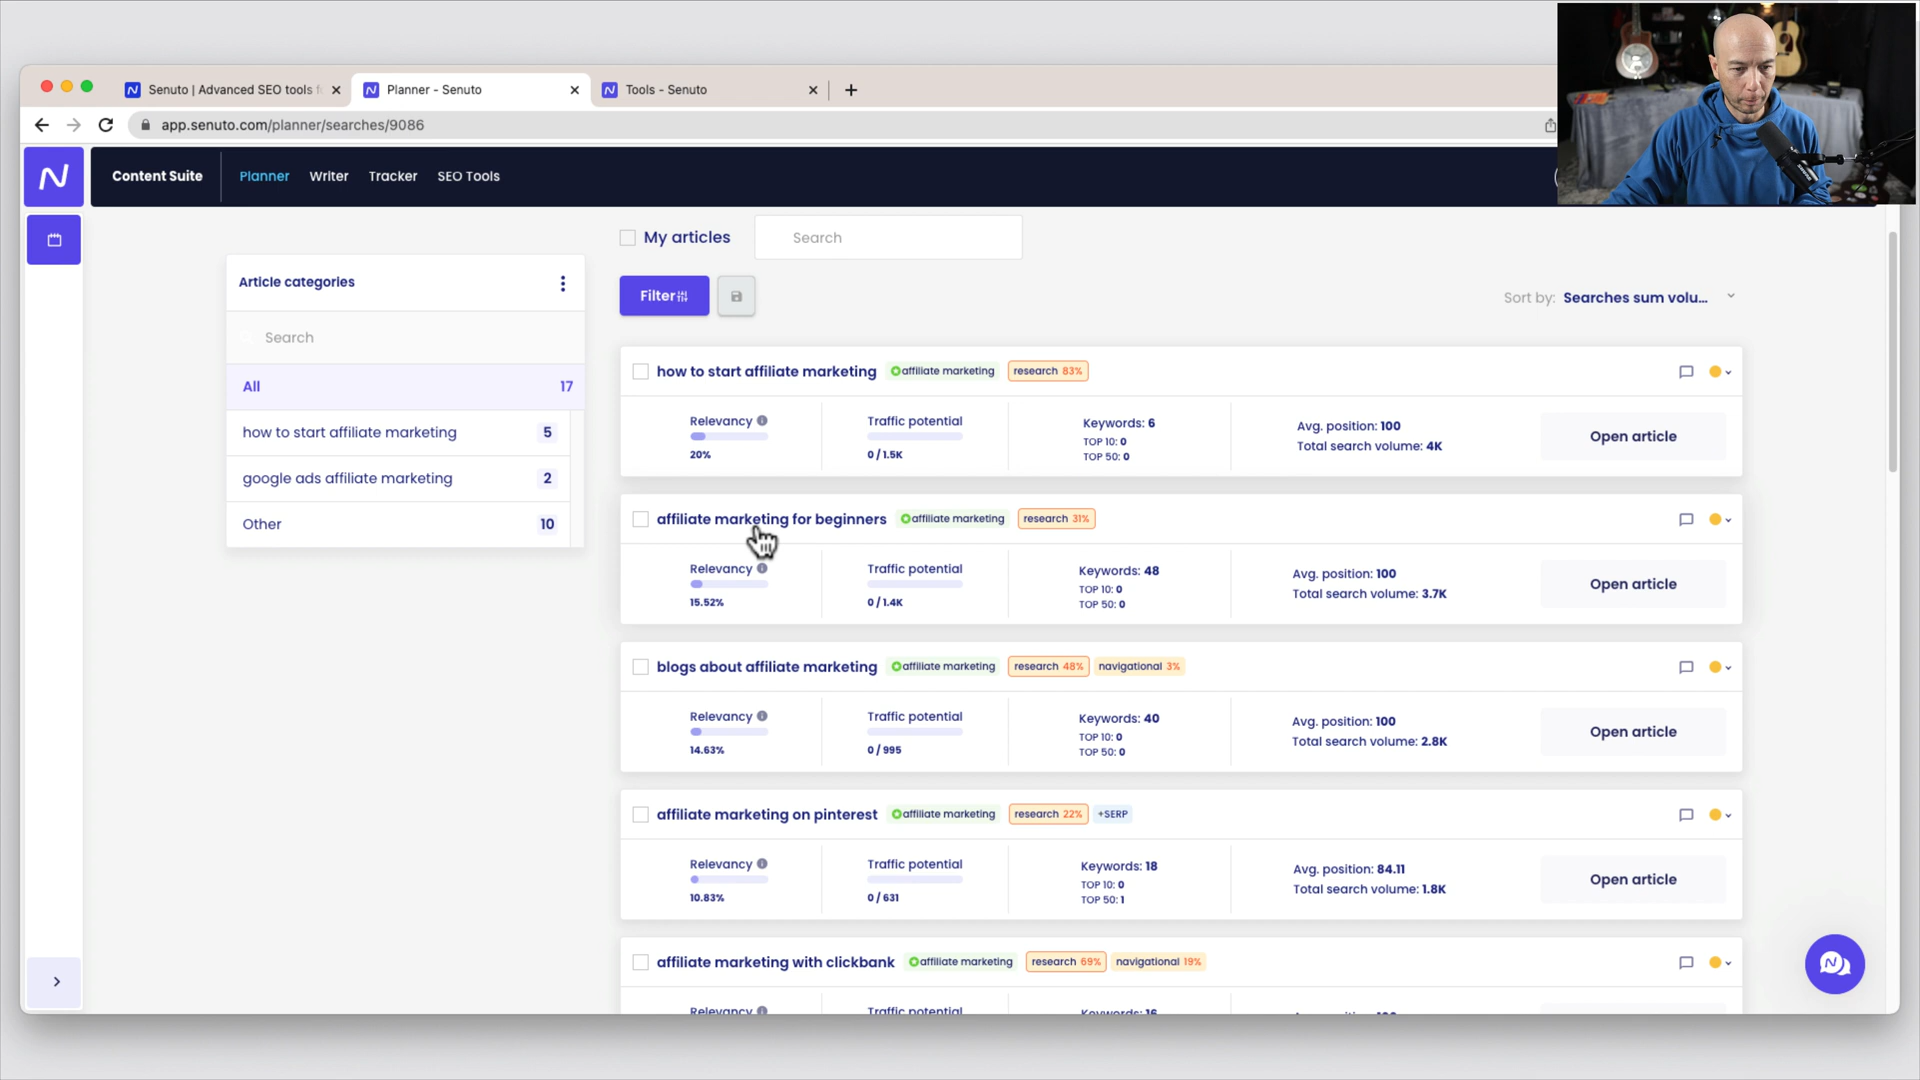 Senuto | Advanced SEO tools f
Planner - Senuto
Tools - Senuto
app.senuto.com/planner/searches/9086
Content Suite
Planner
Writer
Tracker
SEO Tools
My articles
Search
Article categories
Filter
Sort by: Searches sum volu...
Search
All 17
how to start affiliate marketing 5
google ads affiliate marketing 2
Other 10
how to start affiliate marketing affiliate marketing research 83%
Relevancy
20%
Traffic potential
0 / 1.5K
Keywords: 6
TOP 10: 0
TOP 50: 0
Avg. position: 100
Total search volume: 4K
Open article
affiliate marketing for beginners affiliate marketing research 31%
Relevancy
15.52%
Traffic potential
0 / 1.4K
Keywords: 48
TOP 10: 0
TOP 50: 0
Avg. position: 100
Total search volume: 3.7K
Open article
blogs about affiliate marketing affiliate marketing research 48% navigational 3%
Relevancy
14.63%
Traffic potential
0 / 995
Keywords: 40
TOP 10: 0
TOP 50: 0
Avg. position: 100
Total search volume: 2.8K
Open article
affiliate marketing on pinterest affiliate marketing research 22% +SERP
Relevancy
10.83%
Traffic potential
0 / 631
Keywords: 18
TOP 10: 0
TOP 50: 1
Avg. position: 84.11
Total search volume: 1.8K
Open article
affiliate marketing with clickbank affiliate marketing research 69% navigational 19%
Relevancy
Traffic potential
Keywords: 16